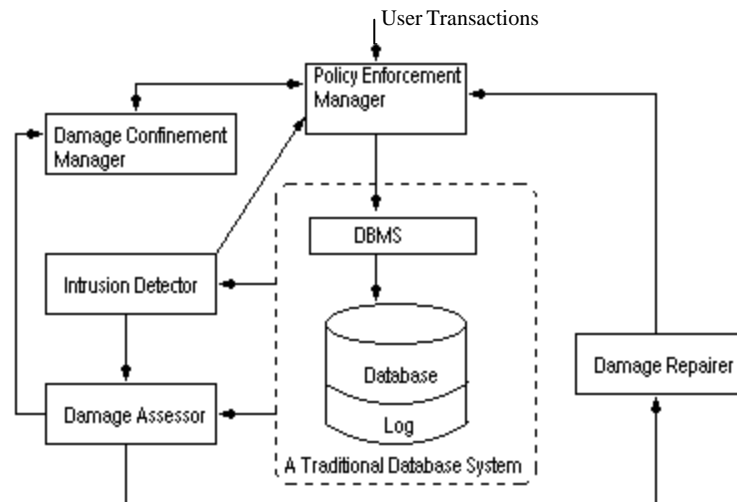 User Transactions
Policy Enforcement
Manager
Damage Confinement
Manager
DBMS
Intrusion Detector
Database
Damage Repairer
Damage Assessor
Log
A Traditional Database System